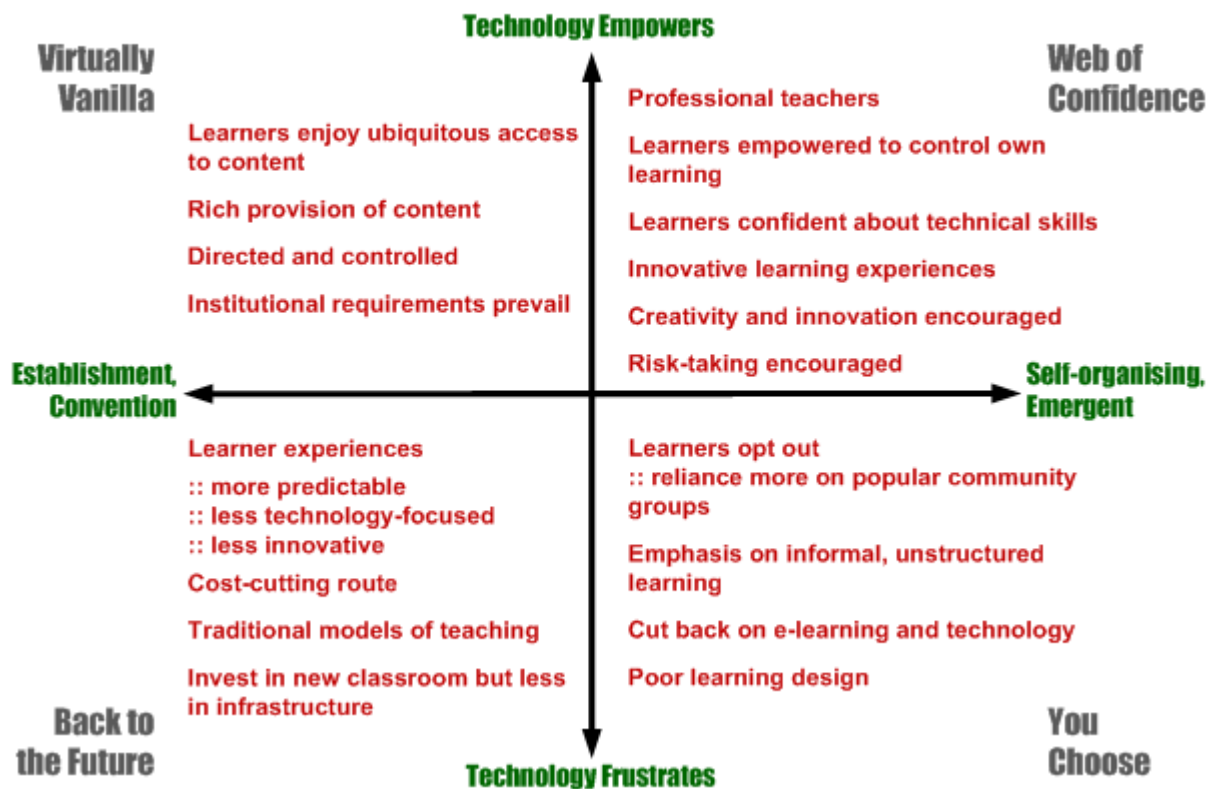 Technology Empowers
Virtually
Vanilla
Web of
Confidence
Learners enjoy ubiquitous access
to content
Rich provision of content
Directed and controlled
Institutional requirements prevail
Professional teachers
Learners empowered to control own
learning
Learners confident about technical skills
Innovative learning experiences
Creativity and innovation encouraged
Risk-taking encouraged
Establishment,
Convention
Self-organising,
Emergent
Learner experiences
:: more predictable
:: less technology-focused
:: less innovative
Cost-cutting route
Traditional models of teaching
Invest in new classroom but less
in infrastructure
Learners opt out
:: reliance more on popular community
groups
Emphasis on informal, unstructured
learning
Cut back on e-learning and technology
Poor learning design
Back to
the Future
You
Choose
Technology Frustrates